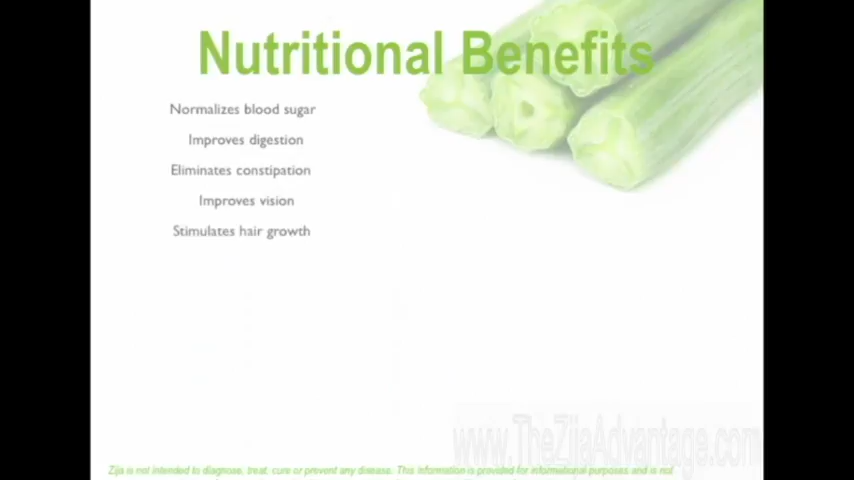 Nutritional Benefits
Normalizes blood sugar
Improves digestion
Eliminates constipation
Improves vision
Stimulates hair growth
www.TheZijaAdvantage.com
Zija is not intended to diagnose, treat, cure or prevent any disease. This information is provided for informational purposes and is not